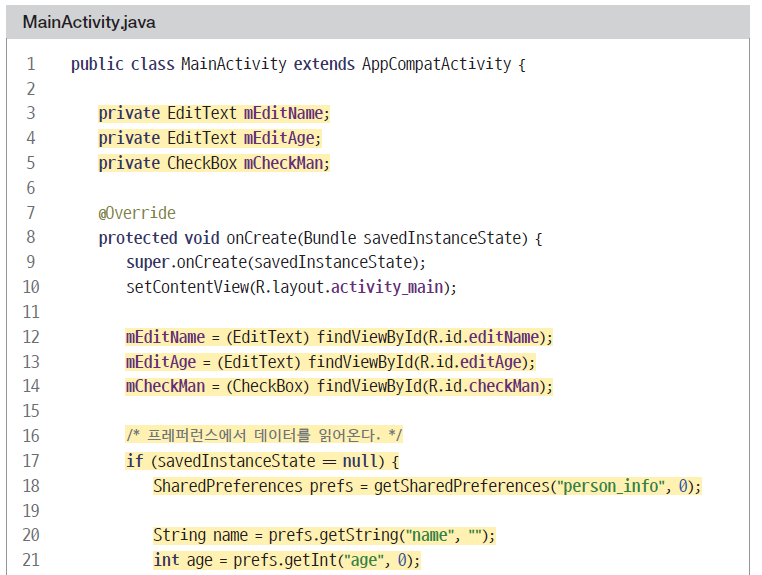 MainActivity.java
1 public class MainActivity extends AppCompatActivity {
2
3 private EditText mEditName;
4 private EditText mEditAge;
5 private CheckBox mCheckMan;
6
7 @Override
8 protected void onCreate(Bundle savedInstanceState) {
9 super.onCreate(savedInstanceState);
10 setContentView(R.layout.activity_main);
11
12 mEditName = (EditText) findViewById(R.id.editName);
13 mEditAge = (EditText) findViewById(R.id.editAge);
14 mCheckMan = (CheckBox) findViewById(R.id.checkMan);
15
16 /* 프레퍼런스에서 데이터를 읽어온다. */
17 if (savedInstanceState == null) {
18 SharedPreferences prefs = getSharedPreferences("person_info", 0);
19
20 String name = prefs.getString("name", "");
21 int age = prefs.getInt("age", 0);